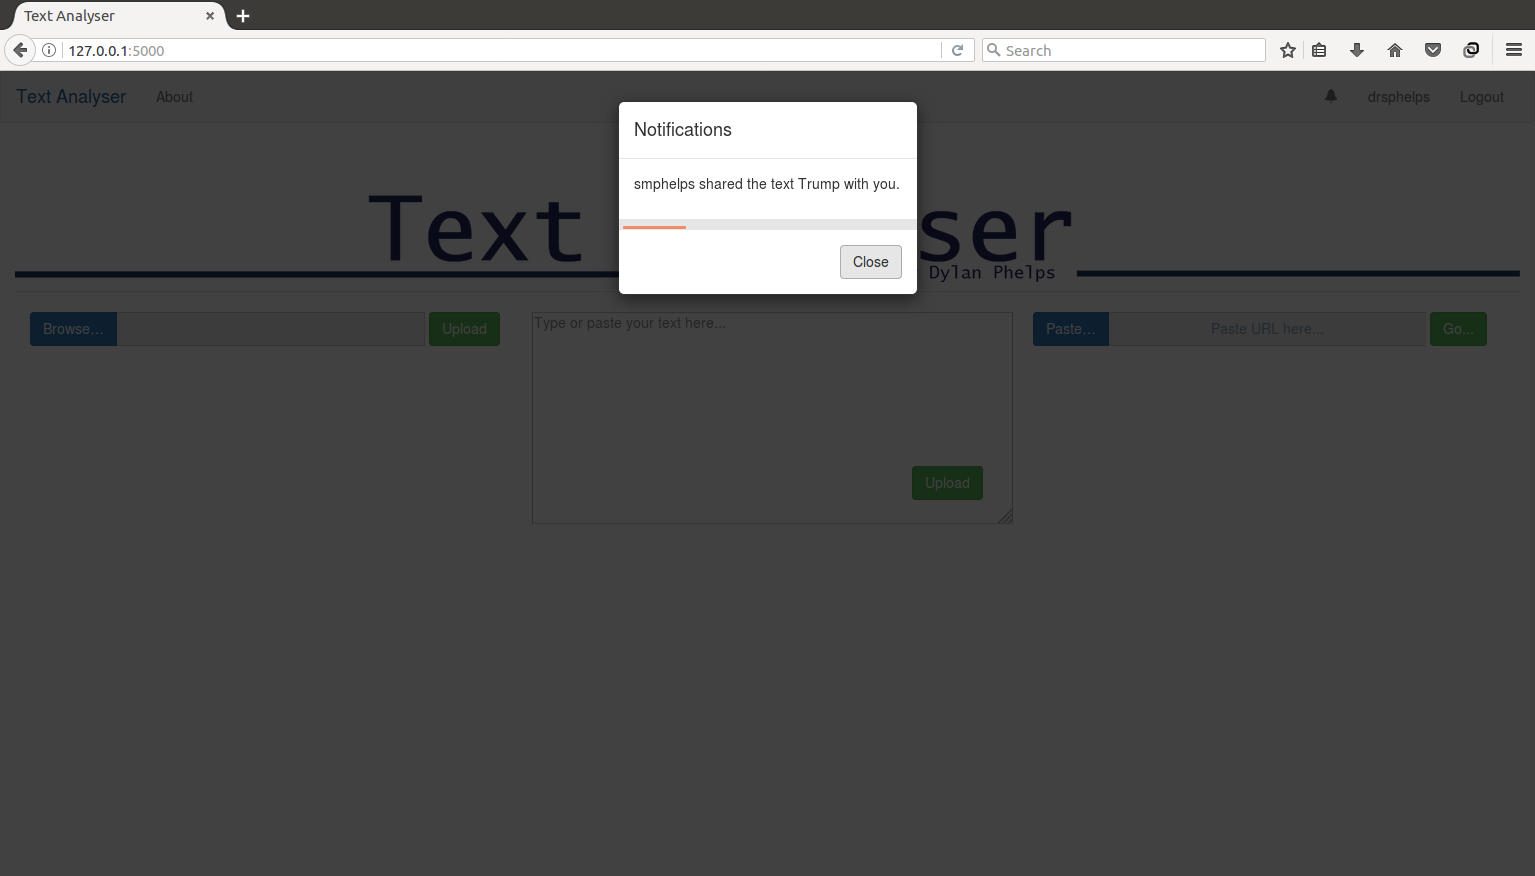 Text Analyser
127.0.0.1:5000
Search
Text Analyser
About
drsphelps
Logout
Notifications
smphelps shared the text Trump with you.
Close
Text
ser
Dylan Phelps
Browse...
Upload
Type or paste your text here...
Upload
Paste...
Paste URL here...
Go...